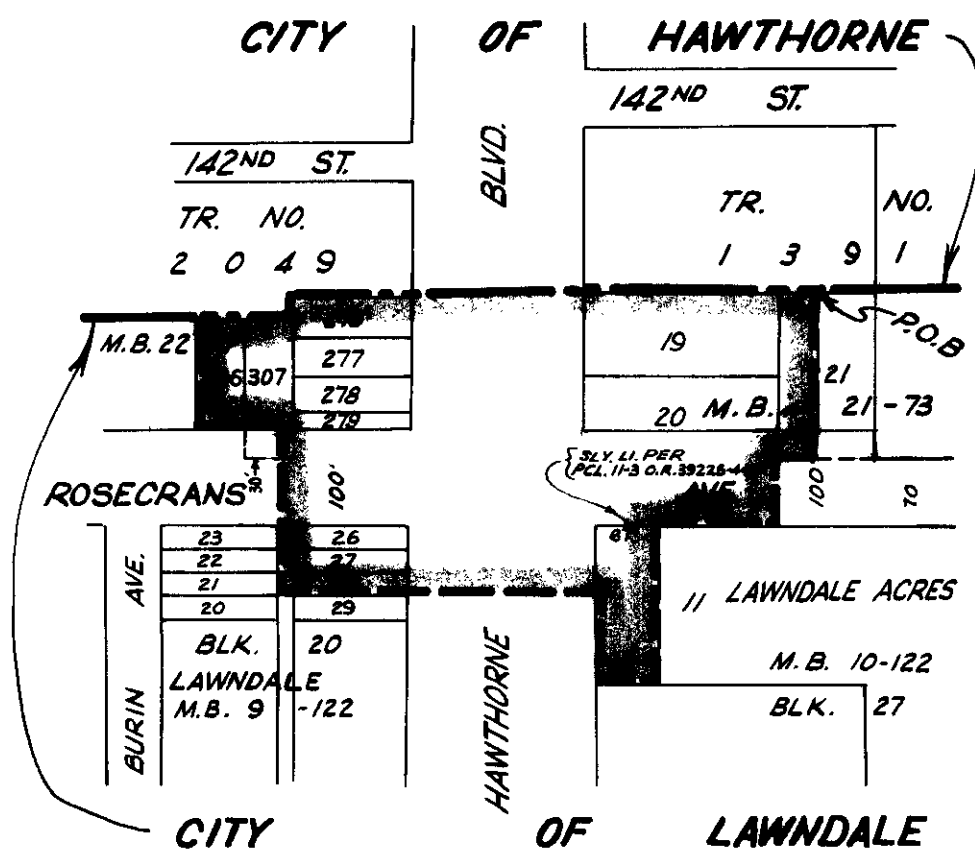 CITY OF HAWTHORNE
142ND ST.
142ND ST.
BLVD.
TR. NO.
2 0 4 9
TR. NO.
1 3 9 1
P.O.B
M.B. 22
6307
277
278
279
19
20
21
M.B. 21-73
SLY. LI. PER
PCL. 11-3 O.R. 39226-
ROSECRANS AVE.
30'
100'
100
70
BURIN AVE.
23
22
21
20
26
27
29
BLK. 20
LAWNDALE
M.B. 9-122
11 LAWNDALE ACRES
M.B. 10-122
BLK. 27
HAWTHORNE
CITY OF LAWNDALE